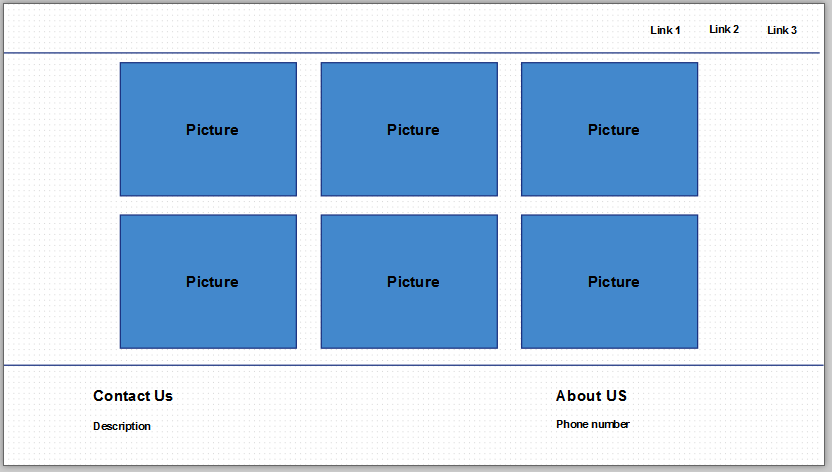 Link 1 Link 2 Link 3
Picture Picture Picture
Picture Picture Picture
Contact Us
Description
About US
Phone number